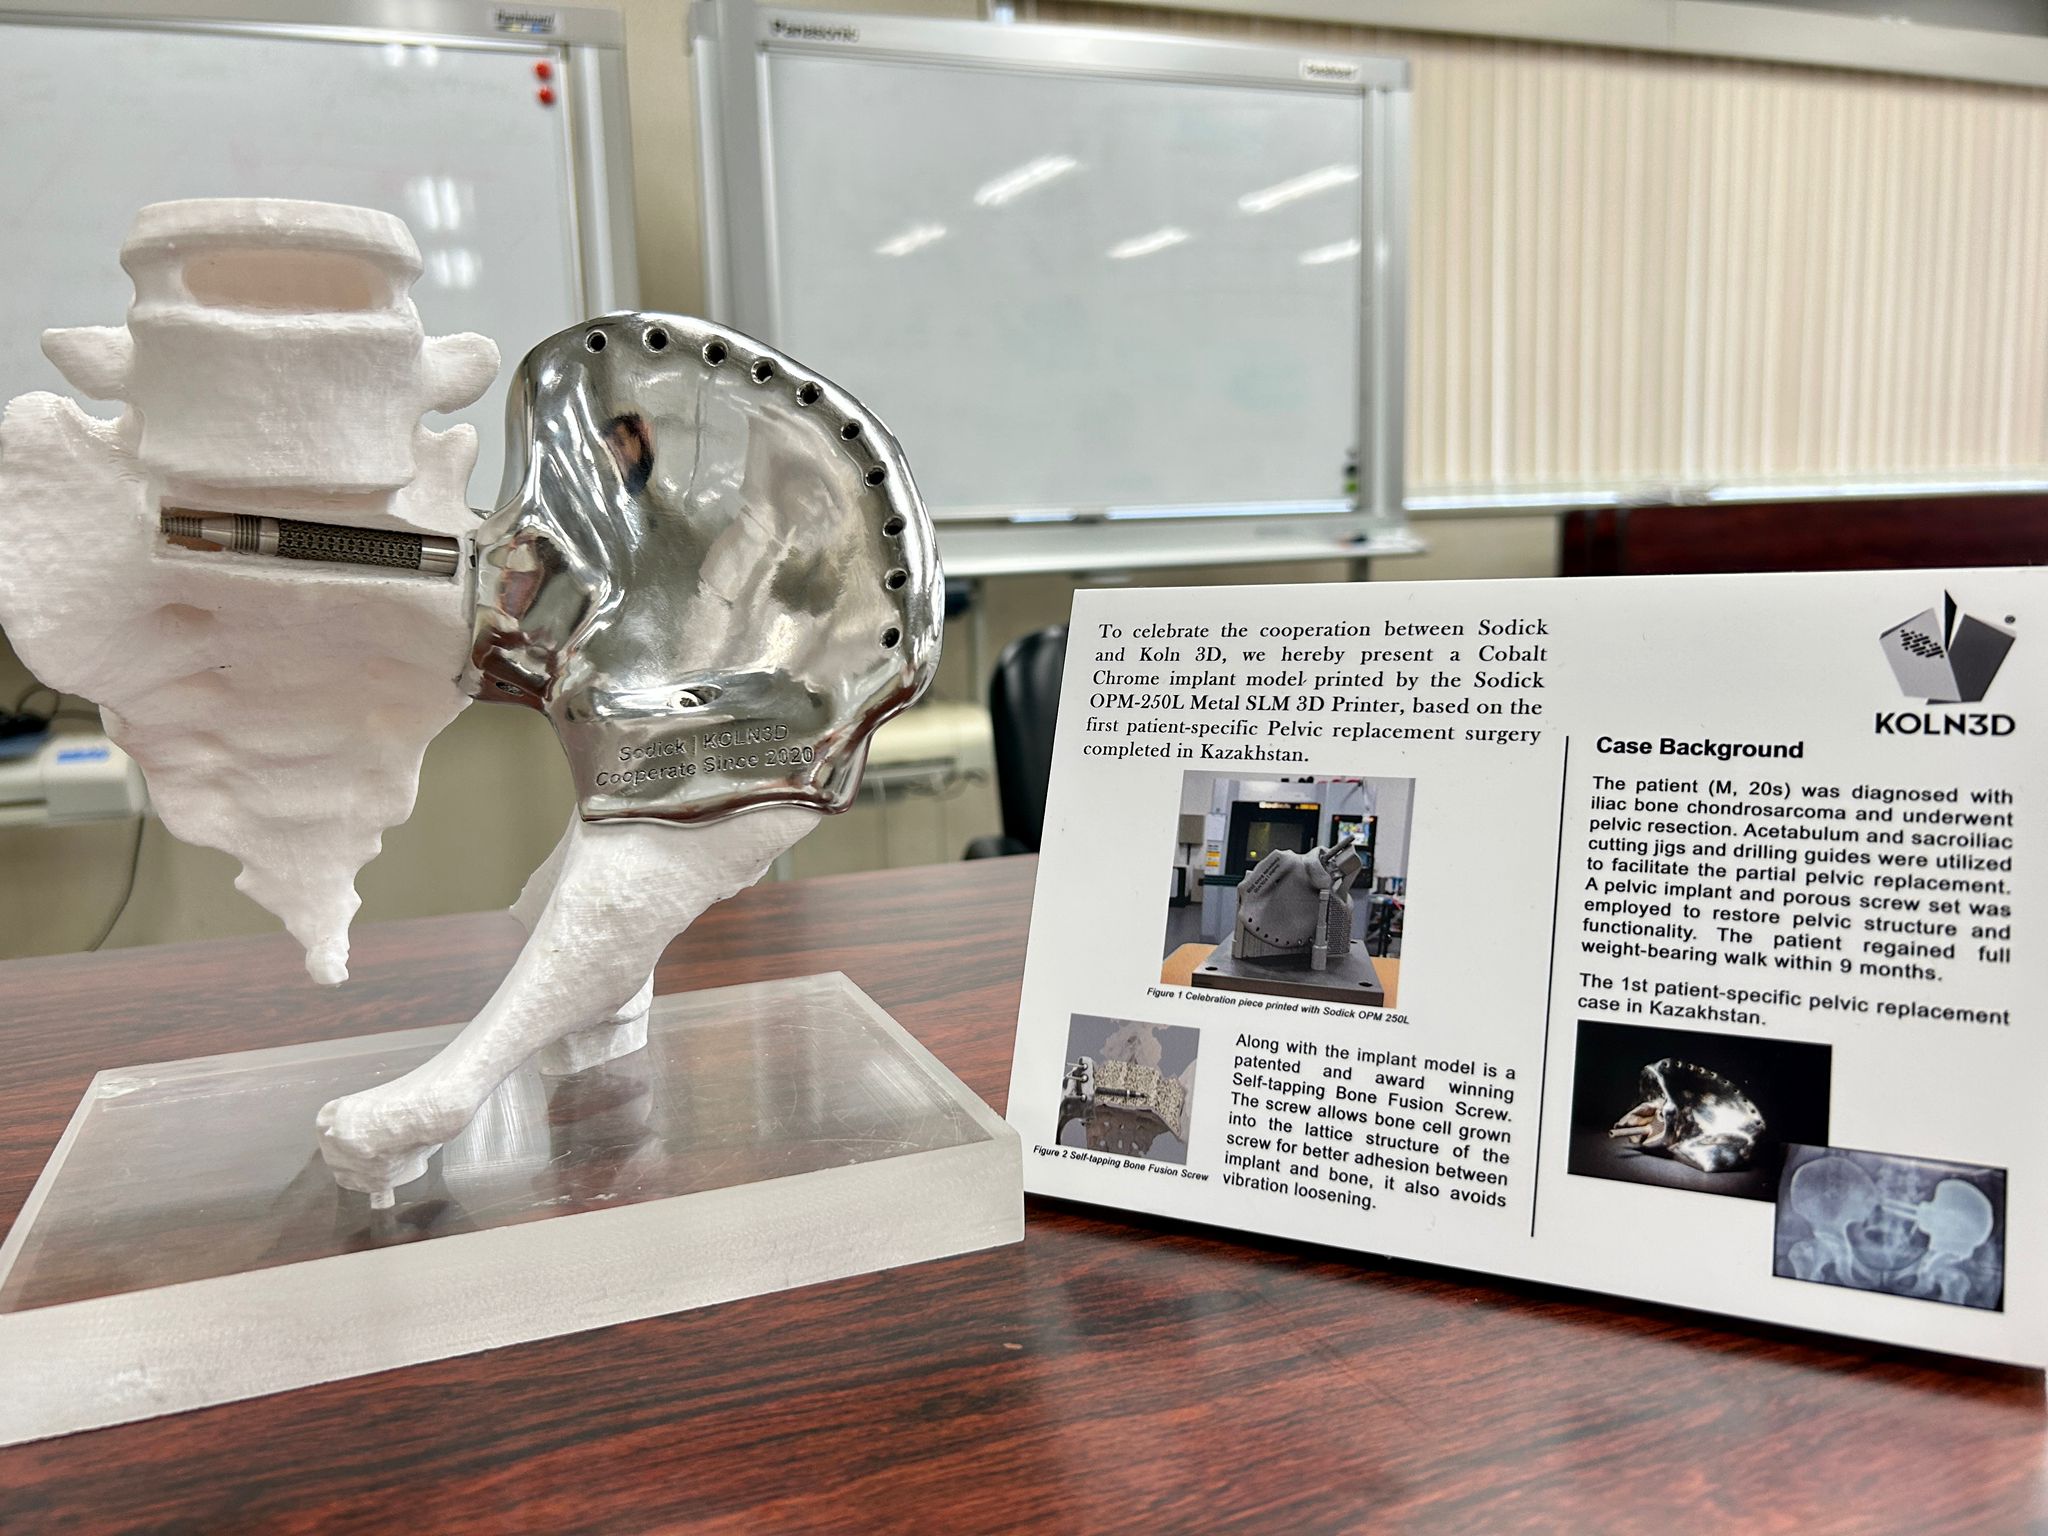 Panaboard
Panasonic
Panaboard
Sodick | KOLN3D
Cooperate Since 2020
To celebrate the cooperation between Sodick
and Koln 3D, we hereby present a Cobalt
Chrome implant model printed by the Sodick
OPM-250L Metal SLM 3D Printer, based on the
first patient-specific Pelvic replacement surgery
completed in Kazakhstan.
Sodick
Figure 1 Celebration piece printed with Sodick OPM 250L
Figure 2 Self-tapping Bone Fusion Screw
Along with the implant model is a
patented and award winning
Self-tapping Bone Fusion Screw.
The screw allows bone cell grown
into the lattice structure of the
screw for better adhesion between
implant and bone, it also avoids
vibration loosening.
KOLN3D
Case Background
The patient (M, 20s) was diagnosed with
iliac bone chondrosarcoma and underwent
pelvic resection. Acetabulum and sacroiliac
cutting jigs and drilling guides were utilized
to facilitate the partial pelvic replacement.
A pelvic implant and porous screw set was
employed to restore pelvic structure and
functionality. The patient regained full
weight-bearing walk within 9 months.
The 1st patient-specific pelvic replacement
case in Kazakhstan.